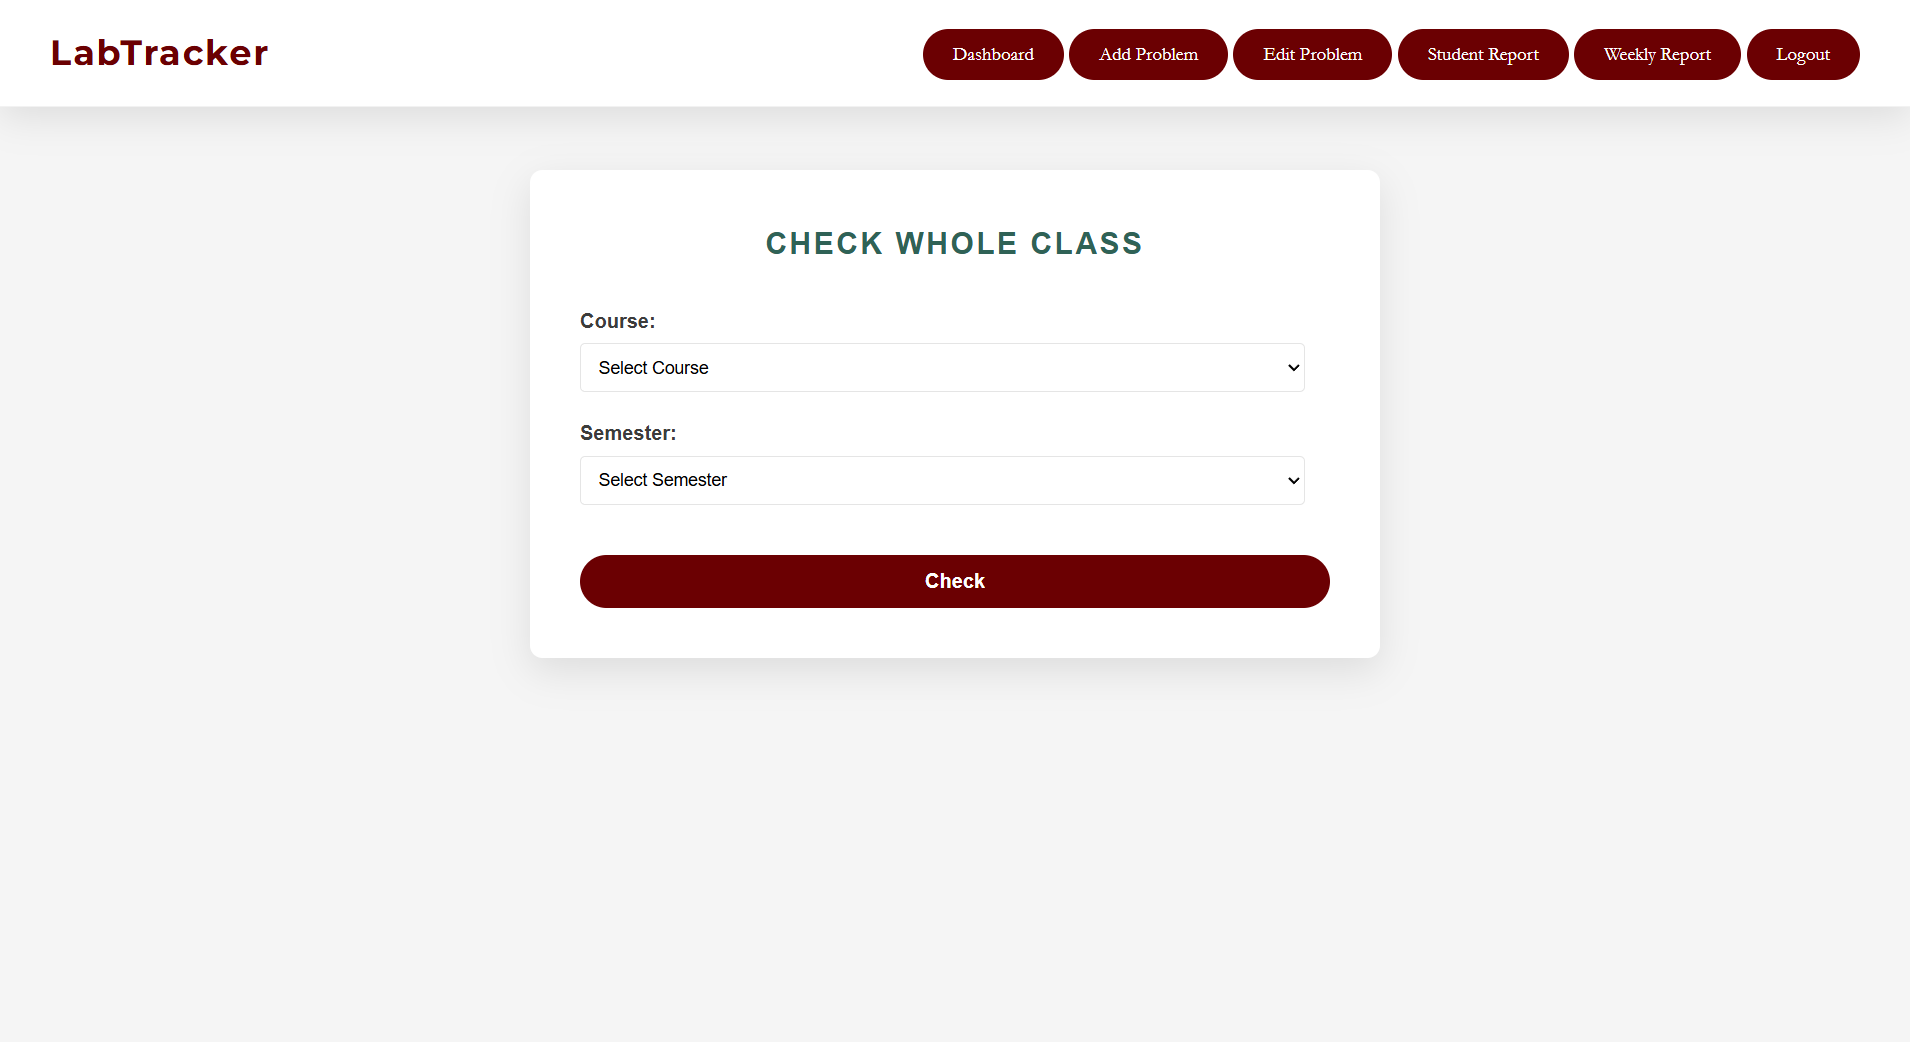 LabTracker
Dashboard Add Problem Edit Problem Student Report Weekly Report Logout
CHECK WHOLE CLASS
Course:
Select Course
Semester:
Select Semester
Check